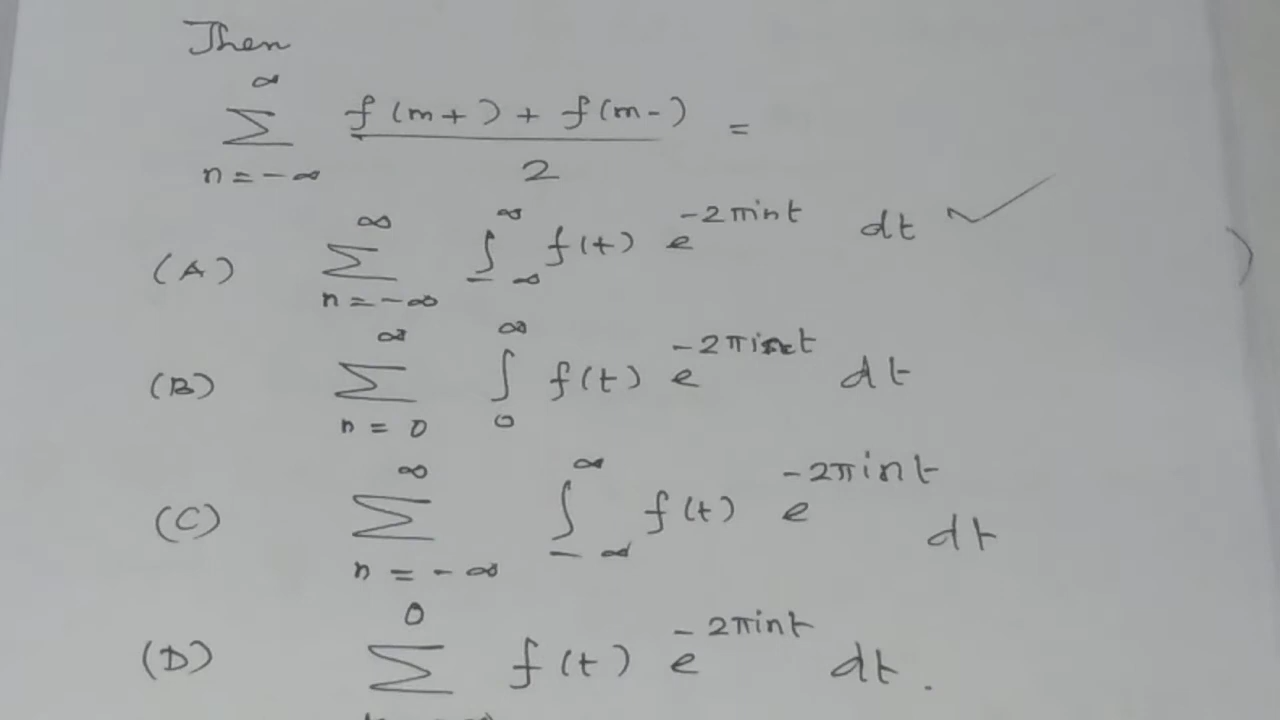 Then
∞
∑ f(m+) + f(m-) / 2 =
n = -∞
(A) ∑_{n=-∞}^{∞} ∫_{-∞}^{∞} f(t) e^{-2πint} dt ✓
(B) ∑_{n=0}^{∞} ∫_{0}^{∞} f(t) e^{-2πint} dt
(C) ∑_{n=-∞}^{∞} ∫_{-∞}^{∞} f(t) e^{-2πint} dt
(D) ∑^{0} f(t) e^{-2πint} dt.